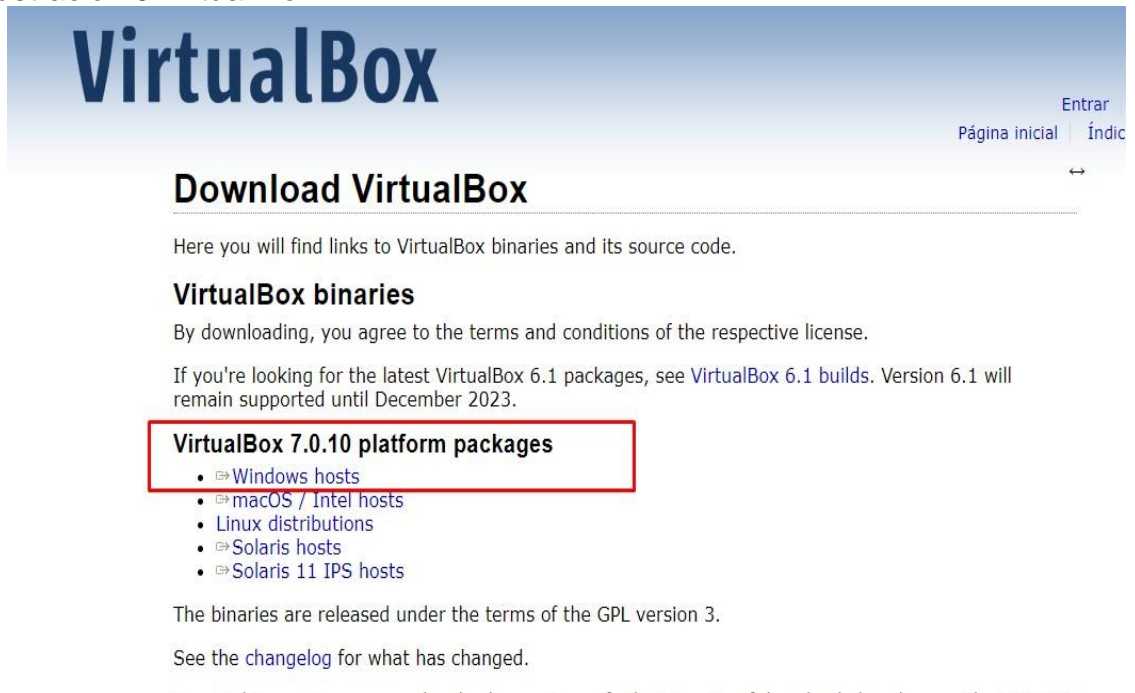 VirtualBox
Entrar
Página inicial
Download VirtualBox
Here you will find links to VirtualBox binaries and its source code.
VirtualBox binaries
By downloading, you agree to the terms and conditions of the respective license.
If you're looking for the latest VirtualBox 6.1 packages, see VirtualBox 6.1 builds. Version 6.1 will
remain supported until December 2023.
VirtualBox 7.0.10 platform packages
Windows hosts
macOS / Intel hosts
Linux distributions
Solaris hosts
Solaris 11 IPS hosts
The binaries are released under the terms of the GPL version 3.
See the changelog for what has changed.